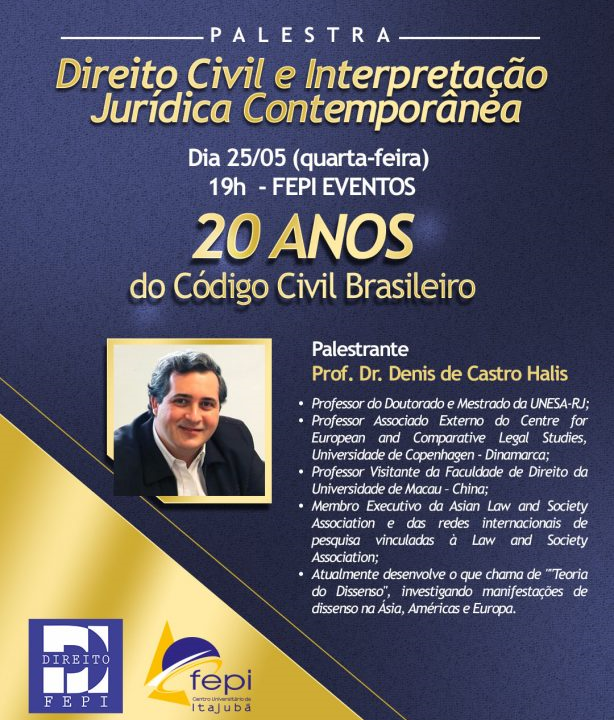 PALESTRA
Direito Civil e Interpretação
Jurídica Contemporânea
Dia 25/05 (quarta-feira)
19h - FEPI EVENTOS
20 ANOS
do Código Civil Brasileiro
Palestrante
Prof. Dr. Denis de Castro Halis
• Professor do Doutorado e Mestrado da UNESA-RJ;
• Professor Associado Externo do Centre for
European and Comparative Legal Studies,
Universidade de Copenhagen - Dinamarca;
• Professor Visitante da Faculdade de Direito da
Universidade de Macau – China;
• Membro Executivo da Asian Law and Society
Association e das redes internacionais de
pesquisa vinculadas à Law and Society
Association;
• Atualmente desenvolve o que chama de ""Teoria
do Dissenso", investigando manifestações de
dissenso na Ásia, Américas e Europa.
DIREITO
FEPI
fepi
Centro Universitário de
Itajubá